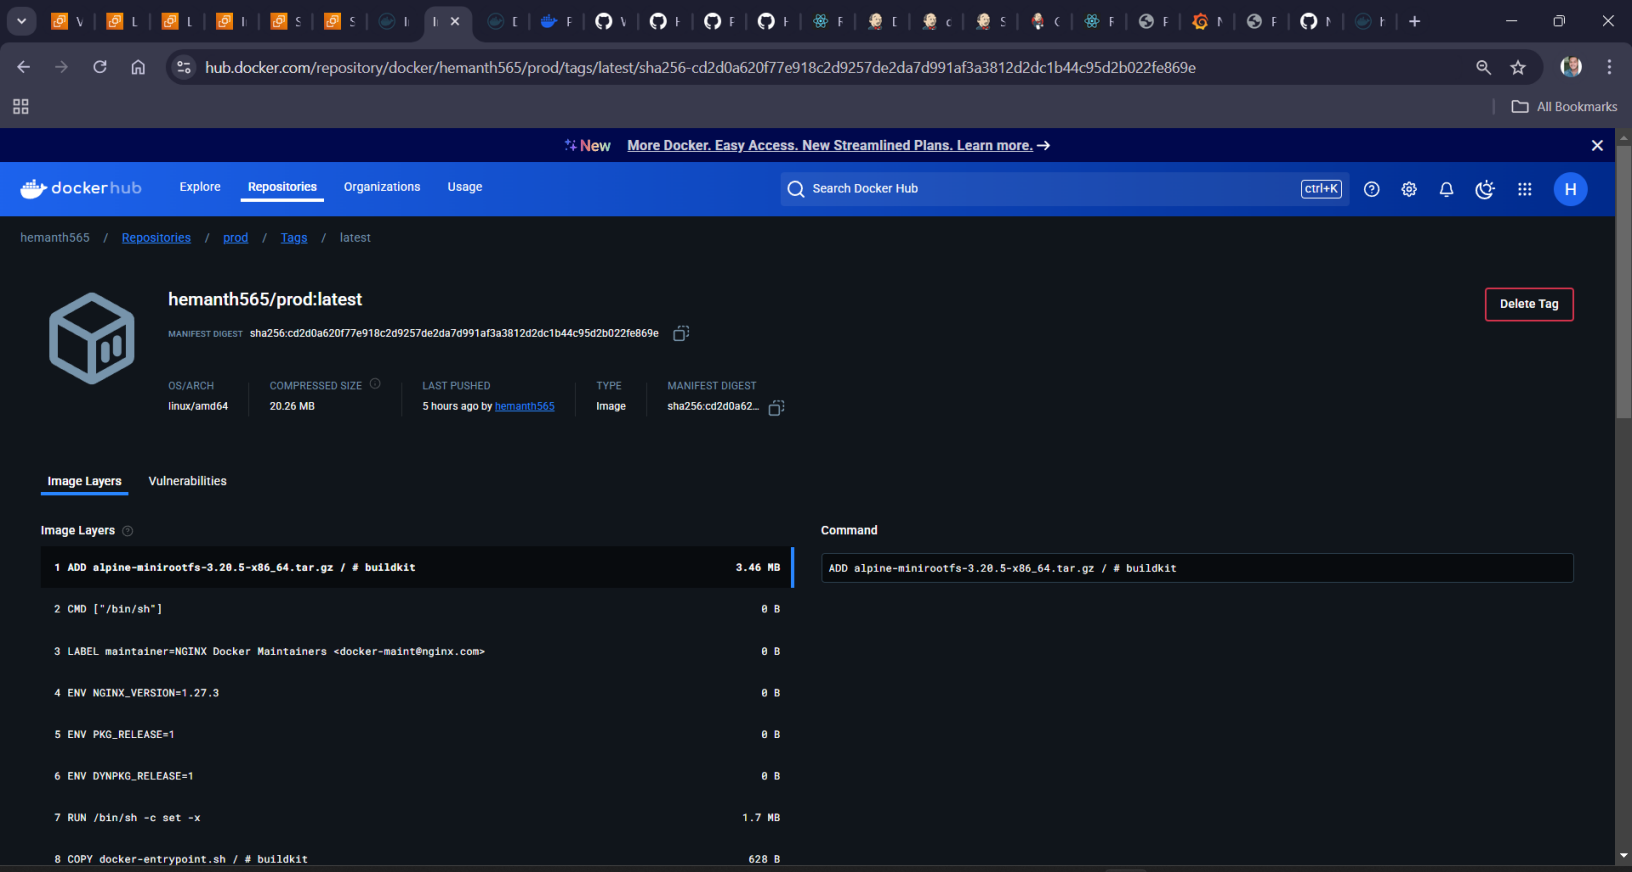 V
L
L
I
S
S
I
I
D
F
V
H
F
H
F
D
c
S
C
F
F
N
F
N
h
hub.docker.com/repository/docker/hemanth565/prod/tags/latest/sha256-cd2d0a620f77e918c2d9257de2da7d991af3a3812d2dc1b44c95d2b022fe869e
All Bookmarks
New More Docker. Easy Access. New Streamlined Plans. Learn more. →
dockerhub Explore Repositories Organizations Usage Search Docker Hub ctrl+K H
hemanth565 / Repositories / prod / Tags / latest
hemanth565/prod:latest
Delete Tag
MANIFEST DIGEST sha256:cd2d0a620f77e918c2d9257de2da7d991af3a3812d2dc1b44c95d2b022fe869e
OS/ARCH COMPRESSED SIZE LAST PUSHED TYPE MANIFEST DIGEST
linux/amd64 20.26 MB 5 hours ago by hemanth565 Image sha256:cd2d0a62...
Image Layers Vulnerabilities
Image Layers Command
1 ADD alpine-minirootfs-3.20.5-x86_64.tar.gz / # buildkit 3.46 MB
ADD alpine-minirootfs-3.20.5-x86_64.tar.gz / # buildkit
2 CMD ["/bin/sh"] 0 B
3 LABEL maintainer=NGINX Docker Maintainers <docker-maint@nginx.com> 0 B
4 ENV NGINX_VERSION=1.27.3 0 B
5 ENV PKG_RELEASE=1 0 B
6 ENV DYNPKG_RELEASE=1 0 B
7 RUN /bin/sh -c set -x 1.7 MB
8 COPY docker-entrypoint.sh / # buildkit 628 B